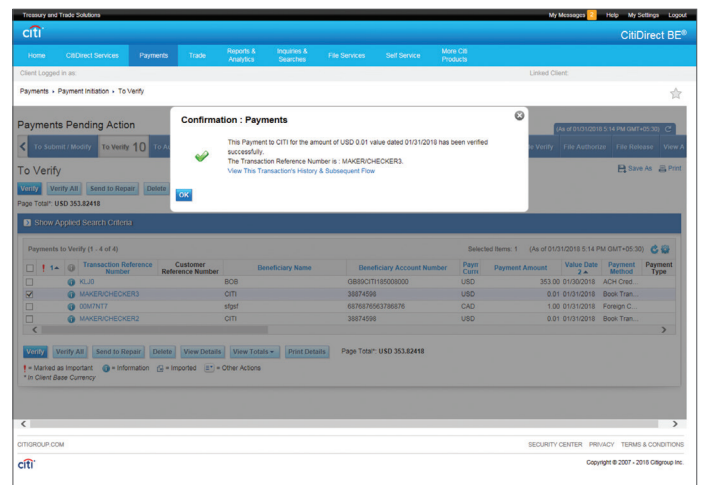 Treasury and Trade Solutions My Messages 2 Help My Settings Logout
citi CitiDirect BE®
Home CitiDirect Services Payments Trade Reports & Analytics Inquiries & Searches File Services Self Service More Citi Products
Client Logged in as: Linked Client:
Payments ▸ Payment Initiation ▸ To Verify
Confirmation : Payments
This Payment to CITI for the amount of USD 0.01 value dated 01/31/2018 has been verified
successfully.
The Transaction Reference Number is : MAKER/CHECKER3.
View This Transaction's History & Subsequent Flow
OK
Payments Pending Action (As of 01/31/2018 5:14 PM GMT+05:30)
To Submit / Modify To Verify 10 To Verify File Authorize File Release View A
To Verify Save As Print
Verify Verify All Send to Repair Delete
Page Total*: USD 353.82418
Show Applied Search Criteria
Payments to Verify (1 - 4 of 4) Selected Items: 1 (As of 01/31/2018 5:14 PM GMT+05:30)
! 1 Transaction Reference Number Customer Reference Number Beneficiary Name Beneficiary Account Number Paym Curre Payment Amount Value Date 2 Payment Method Payment Type
KLJ9 BOB GB89CITI185008000 USD 353.00 01/30/2018 ACH Cred...
MAKER/CHECKER3 CITI 38874598 USD 0.01 01/31/2018 Book Tran...
05M7NT7 sfgsf 6876876563786876 CAD 1.00 01/31/2018 Foreign C...
MAKER/CHECKER2 CITI 38874598 USD 0.01 01/31/2018 Book Tran...
Verify Verify All Send to Repair Delete View Details View Totals Print Details Page Total*: USD 353.82418
! = Marked as Important = Information = Imported = Other Actions
* In Client Base Currency
CITIGROUP.COM SECURITY CENTER PRIVACY TERMS & CONDITIONS
citi Copyright © 2007 - 2018 Citigroup Inc.